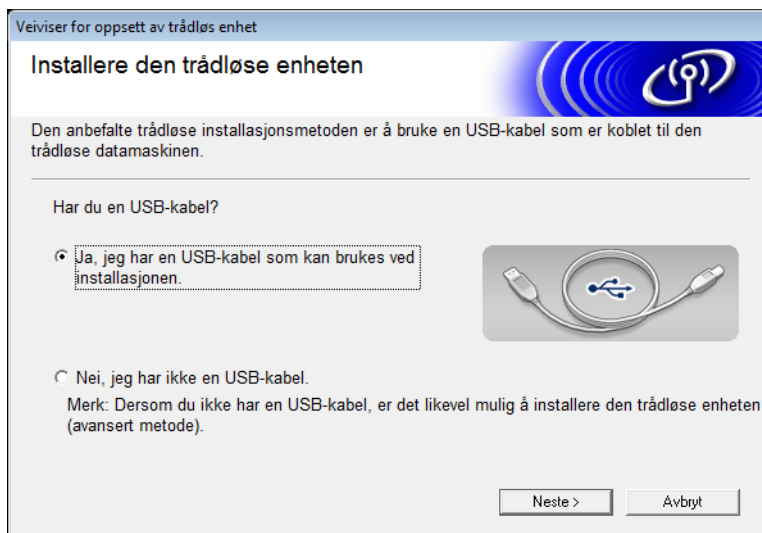 Veiviser for oppsett av trådløs enhet
Installere den trådløse enheten
Den anbefalte trådløse installasjonsmetoden er å bruke en USB-kabel som er koblet til den
trådløse datamaskinen.
Har du en USB-kabel?
Ja, jeg har en USB-kabel som kan brukes ved
installasjonen.
Nei, jeg har ikke en USB-kabel.
Merk: Dersom du ikke har en USB-kabel, er det likevel mulig å installere den trådløse enheten
(avansert metode).
Neste >
Avbryt